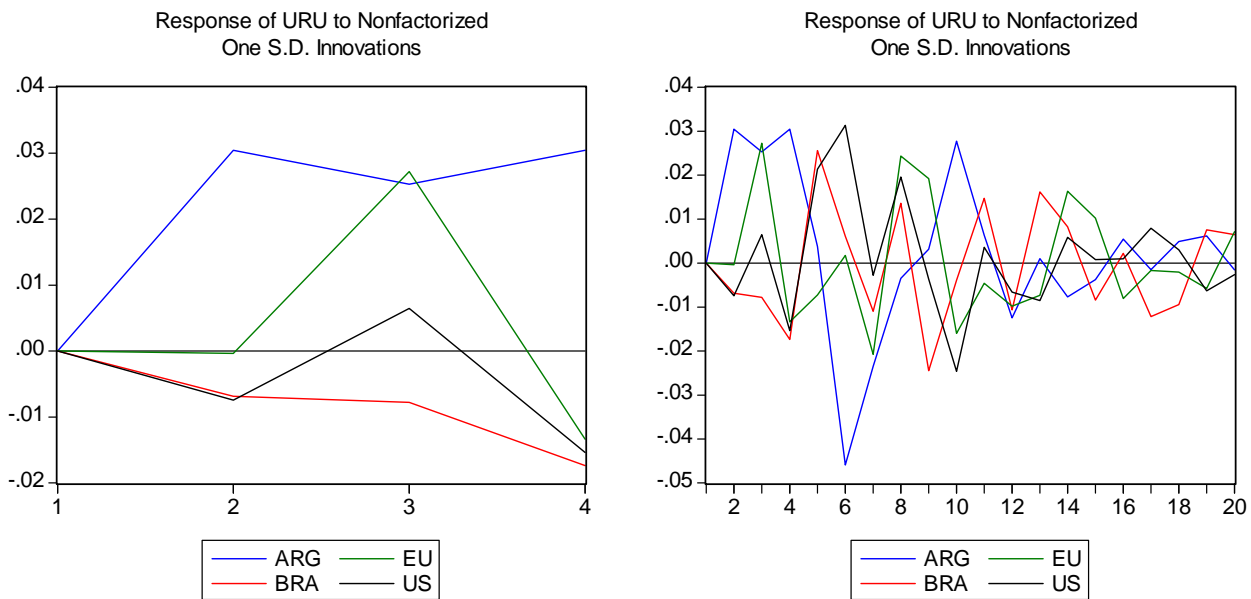 Response of URU to Nonfactorized
One S.D. Innovations
.04
.03
.02
.01
.00
-.01
-.02
1 2 3 4
ARG EU
BRA US
Response of URU to Nonfactorized
One S.D. Innovations
.04
.03
.02
.01
.00
-.01
-.02
-.03
-.04
-.05
2 4 6 8 10 12 14 16 18 20
ARG EU
BRA US